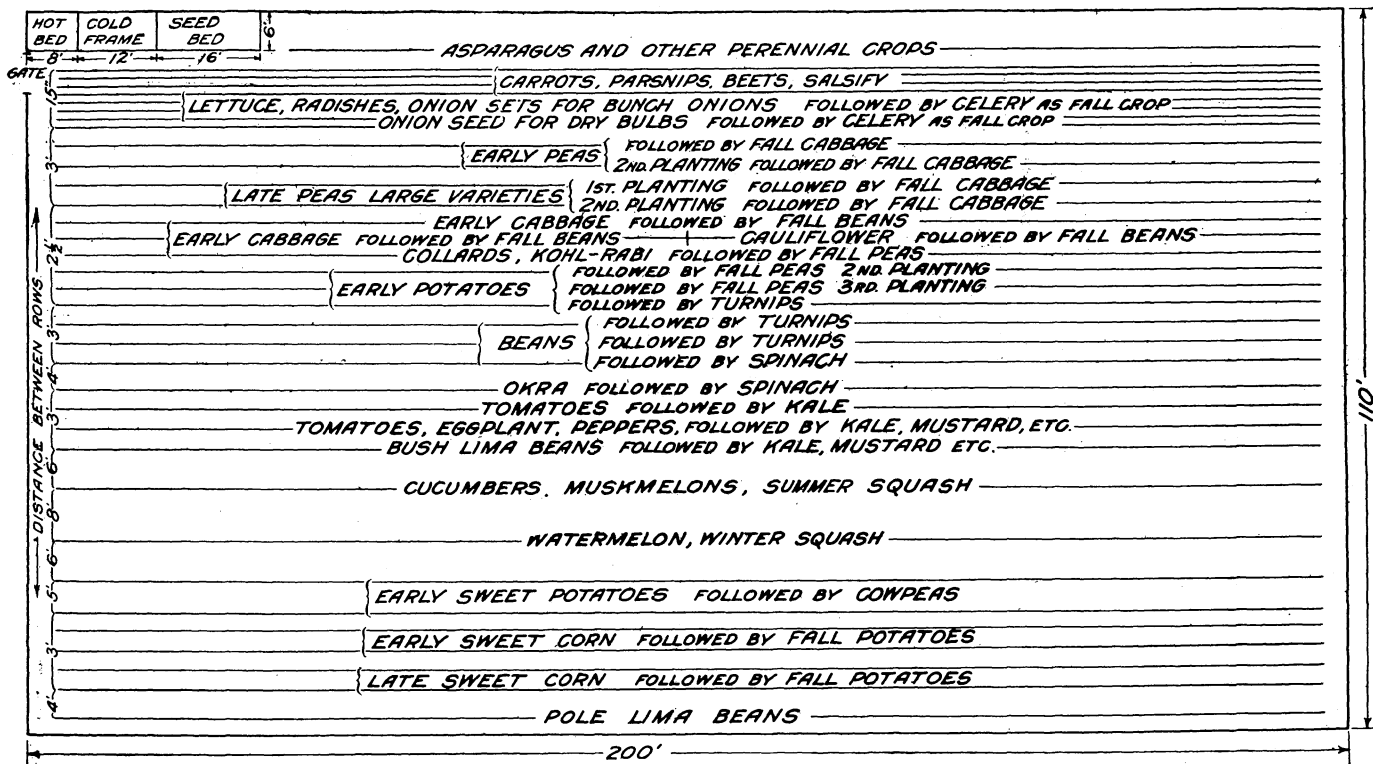 HOT BED
COLD FRAME
SEED BED
6'
8'
12'
16'
ASPARAGUS AND OTHER PERENNIAL CROPS
GATE
CARROTS, PARSNIPS, BEETS, SALSIFY
15"
LETTUCE, RADISHES, ONION SETS FOR BUNCH ONIONS FOLLOWED BY CELERY AS FALL CROP
ONION SEED FOR DRY BULBS FOLLOWED BY CELERY AS FALL CROP
3'
EARLY PEAS
FOLLOWED BY FALL CABBAGE
2ND. PLANTING FOLLOWED BY FALL CABBAGE
LATE PEAS LARGE VARIETIES
1ST. PLANTING FOLLOWED BY FALL CABBAGE
2ND. PLANTING FOLLOWED BY FALL CABBAGE
EARLY CABBAGE FOLLOWED BY FALL BEANS
2½'
EARLY CABBAGE FOLLOWED BY FALL BEANS
CAULIFLOWER FOLLOWED BY FALL BEANS
COLLARDS, KOHL-RABI FOLLOWED BY FALL PEAS
EARLY POTATOES
FOLLOWED BY FALL PEAS 2ND. PLANTING
FOLLOWED BY FALL PEAS 3RD. PLANTING
FOLLOWED BY TURNIPS
3'
BEANS
FOLLOWED BY TURNIPS
FOLLOWED BY TURNIPS
FOLLOWED BY SPINACH
4'
OKRA FOLLOWED BY SPINACH
3'
TOMATOES FOLLOWED BY KALE
TOMATOES, EGGPLANT, PEPPERS, FOLLOWED BY KALE, MUSTARD, ETC.
BUSH LIMA BEANS FOLLOWED BY KALE, MUSTARD ETC.
6'
CUCUMBERS, MUSKMELONS, SUMMER SQUASH
8'
WATERMELON, WINTER SQUASH
6'
5'
EARLY SWEET POTATOES FOLLOWED BY COWPEAS
EARLY SWEET CORN FOLLOWED BY FALL POTATOES
3'
LATE SWEET CORN FOLLOWED BY FALL POTATOES
4'
POLE LIMA BEANS
DISTANCE BETWEEN ROWS
110'
200'